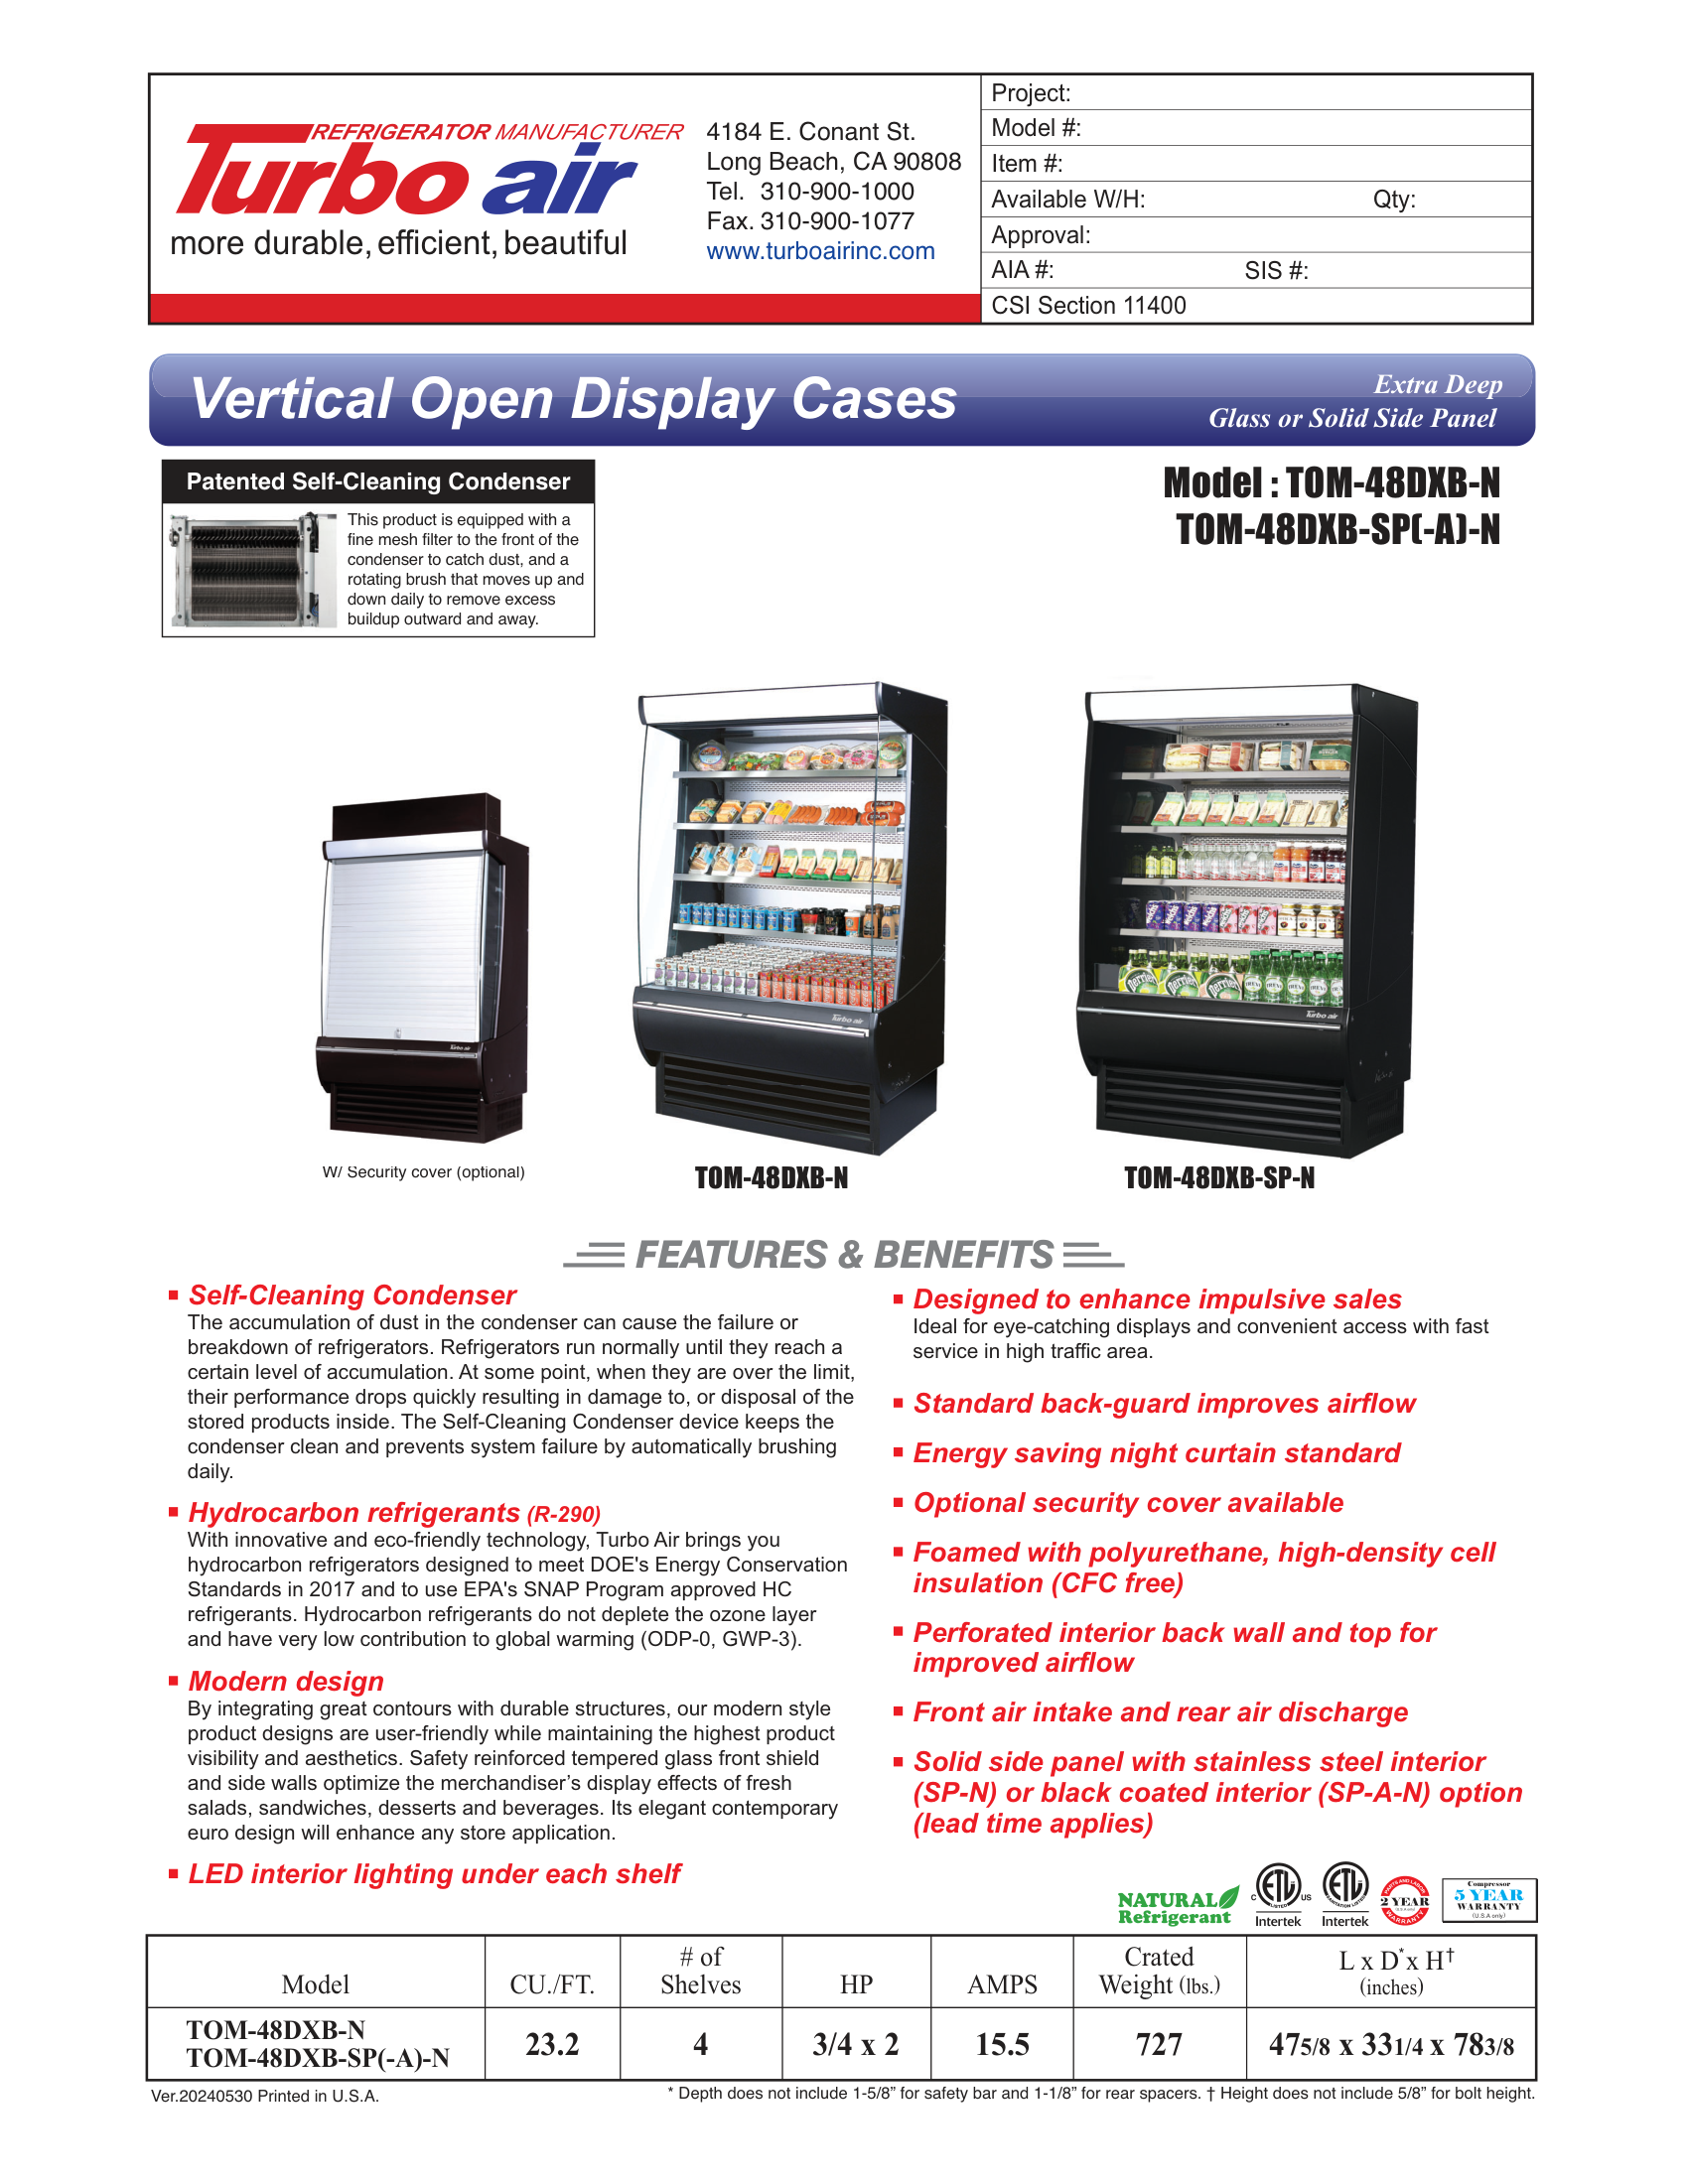 REFRIGERATOR MANUFACTURER
Turbo air
more durable, efficient, beautiful
4184 E. Conant St.
Long Beach, CA 90808
Tel. 310-900-1000
Fax. 310-900-1077
www.turboairinc.com
Project:
Model #:
Item #:
Available W/H: Qty:
Approval:
AIA #: SIS #:
CSI Section 11400
Vertical Open Display Cases
Extra Deep
Glass or Solid Side Panel
Patented Self-Cleaning Condenser
This product is equipped with a
fine mesh filter to the front of the
condenser to catch dust, and a
rotating brush that moves up and
down daily to remove excess
buildup outward and away.
Model : TOM-48DXB-N
TOM-48DXB-SP(-A)-N
Turbo air
Turbo air
Turbo air
Perrier Perrier Perrier
W/ Security cover (optional)
TOM-48DXB-N
TOM-48DXB-SP-N
FEATURES & BENEFITS
Self-Cleaning Condenser
The accumulation of dust in the condenser can cause the failure or
breakdown of refrigerators. Refrigerators run normally until they reach a
certain level of accumulation. At some point, when they are over the limit,
their performance drops quickly resulting in damage to, or disposal of the
stored products inside. The Self-Cleaning Condenser device keeps the
condenser clean and prevents system failure by automatically brushing
daily.
Hydrocarbon refrigerants (R-290)
With innovative and eco-friendly technology, Turbo Air brings you
hydrocarbon refrigerators designed to meet DOE's Energy Conservation
Standards in 2017 and to use EPA's SNAP Program approved HC
refrigerants. Hydrocarbon refrigerants do not deplete the ozone layer
and have very low contribution to global warming (ODP-0, GWP-3).
Modern design
By integrating great contours with durable structures, our modern style
product designs are user-friendly while maintaining the highest product
visibility and aesthetics. Safety reinforced tempered glass front shield
and side walls optimize the merchandiser’s display effects of fresh
salads, sandwiches, desserts and beverages. Its elegant contemporary
euro design will enhance any store application.
LED interior lighting under each shelf
Designed to enhance impulsive sales
Ideal for eye-catching displays and convenient access with fast
service in high traffic area.
Standard back-guard improves airflow
Energy saving night curtain standard
Optional security cover available
Foamed with polyurethane, high-density cell
insulation (CFC free)
Perforated interior back wall and top for
improved airflow
Front air intake and rear air discharge
Solid side panel with stainless steel interior
(SP-N) or black coated interior (SP-A-N) option
(lead time applies)
NATURAL
Refrigerant
C ETL US
LISTED
Intertek
ETL
SANITATION LISTED
Intertek
PARTS AND LABOR
2 YEAR
(U.S.A only)
WARRANTY
Compressor
5 YEAR
WARRANTY
(U.S.A only)
Model CU./FT. # of Shelves HP AMPS Crated Weight (lbs.) L x D* x H† (inches)
TOM-48DXB-N
TOM-48DXB-SP(-A)-N
23.2 4 3/4 x 2 15.5 727 475/8 x 331/4 x 783/8
Ver.20240530 Printed in U.S.A.
* Depth does not include 1-5/8” for safety bar and 1-1/8” for rear spacers. † Height does not include 5/8” for bolt height.